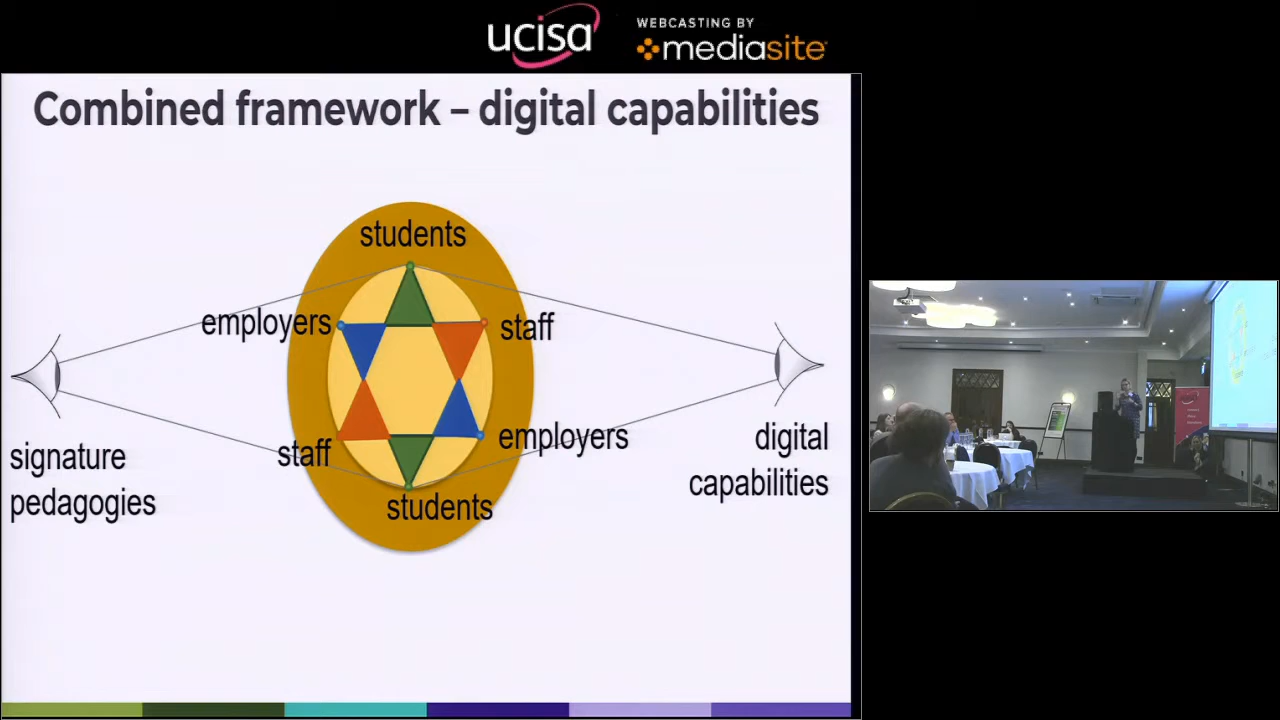 ucisa
WEBCASTING BY
mediasite
Combined framework – digital capabilities
students
employers
staff
staff
employers
students
signature
pedagogies
digital
capabilities